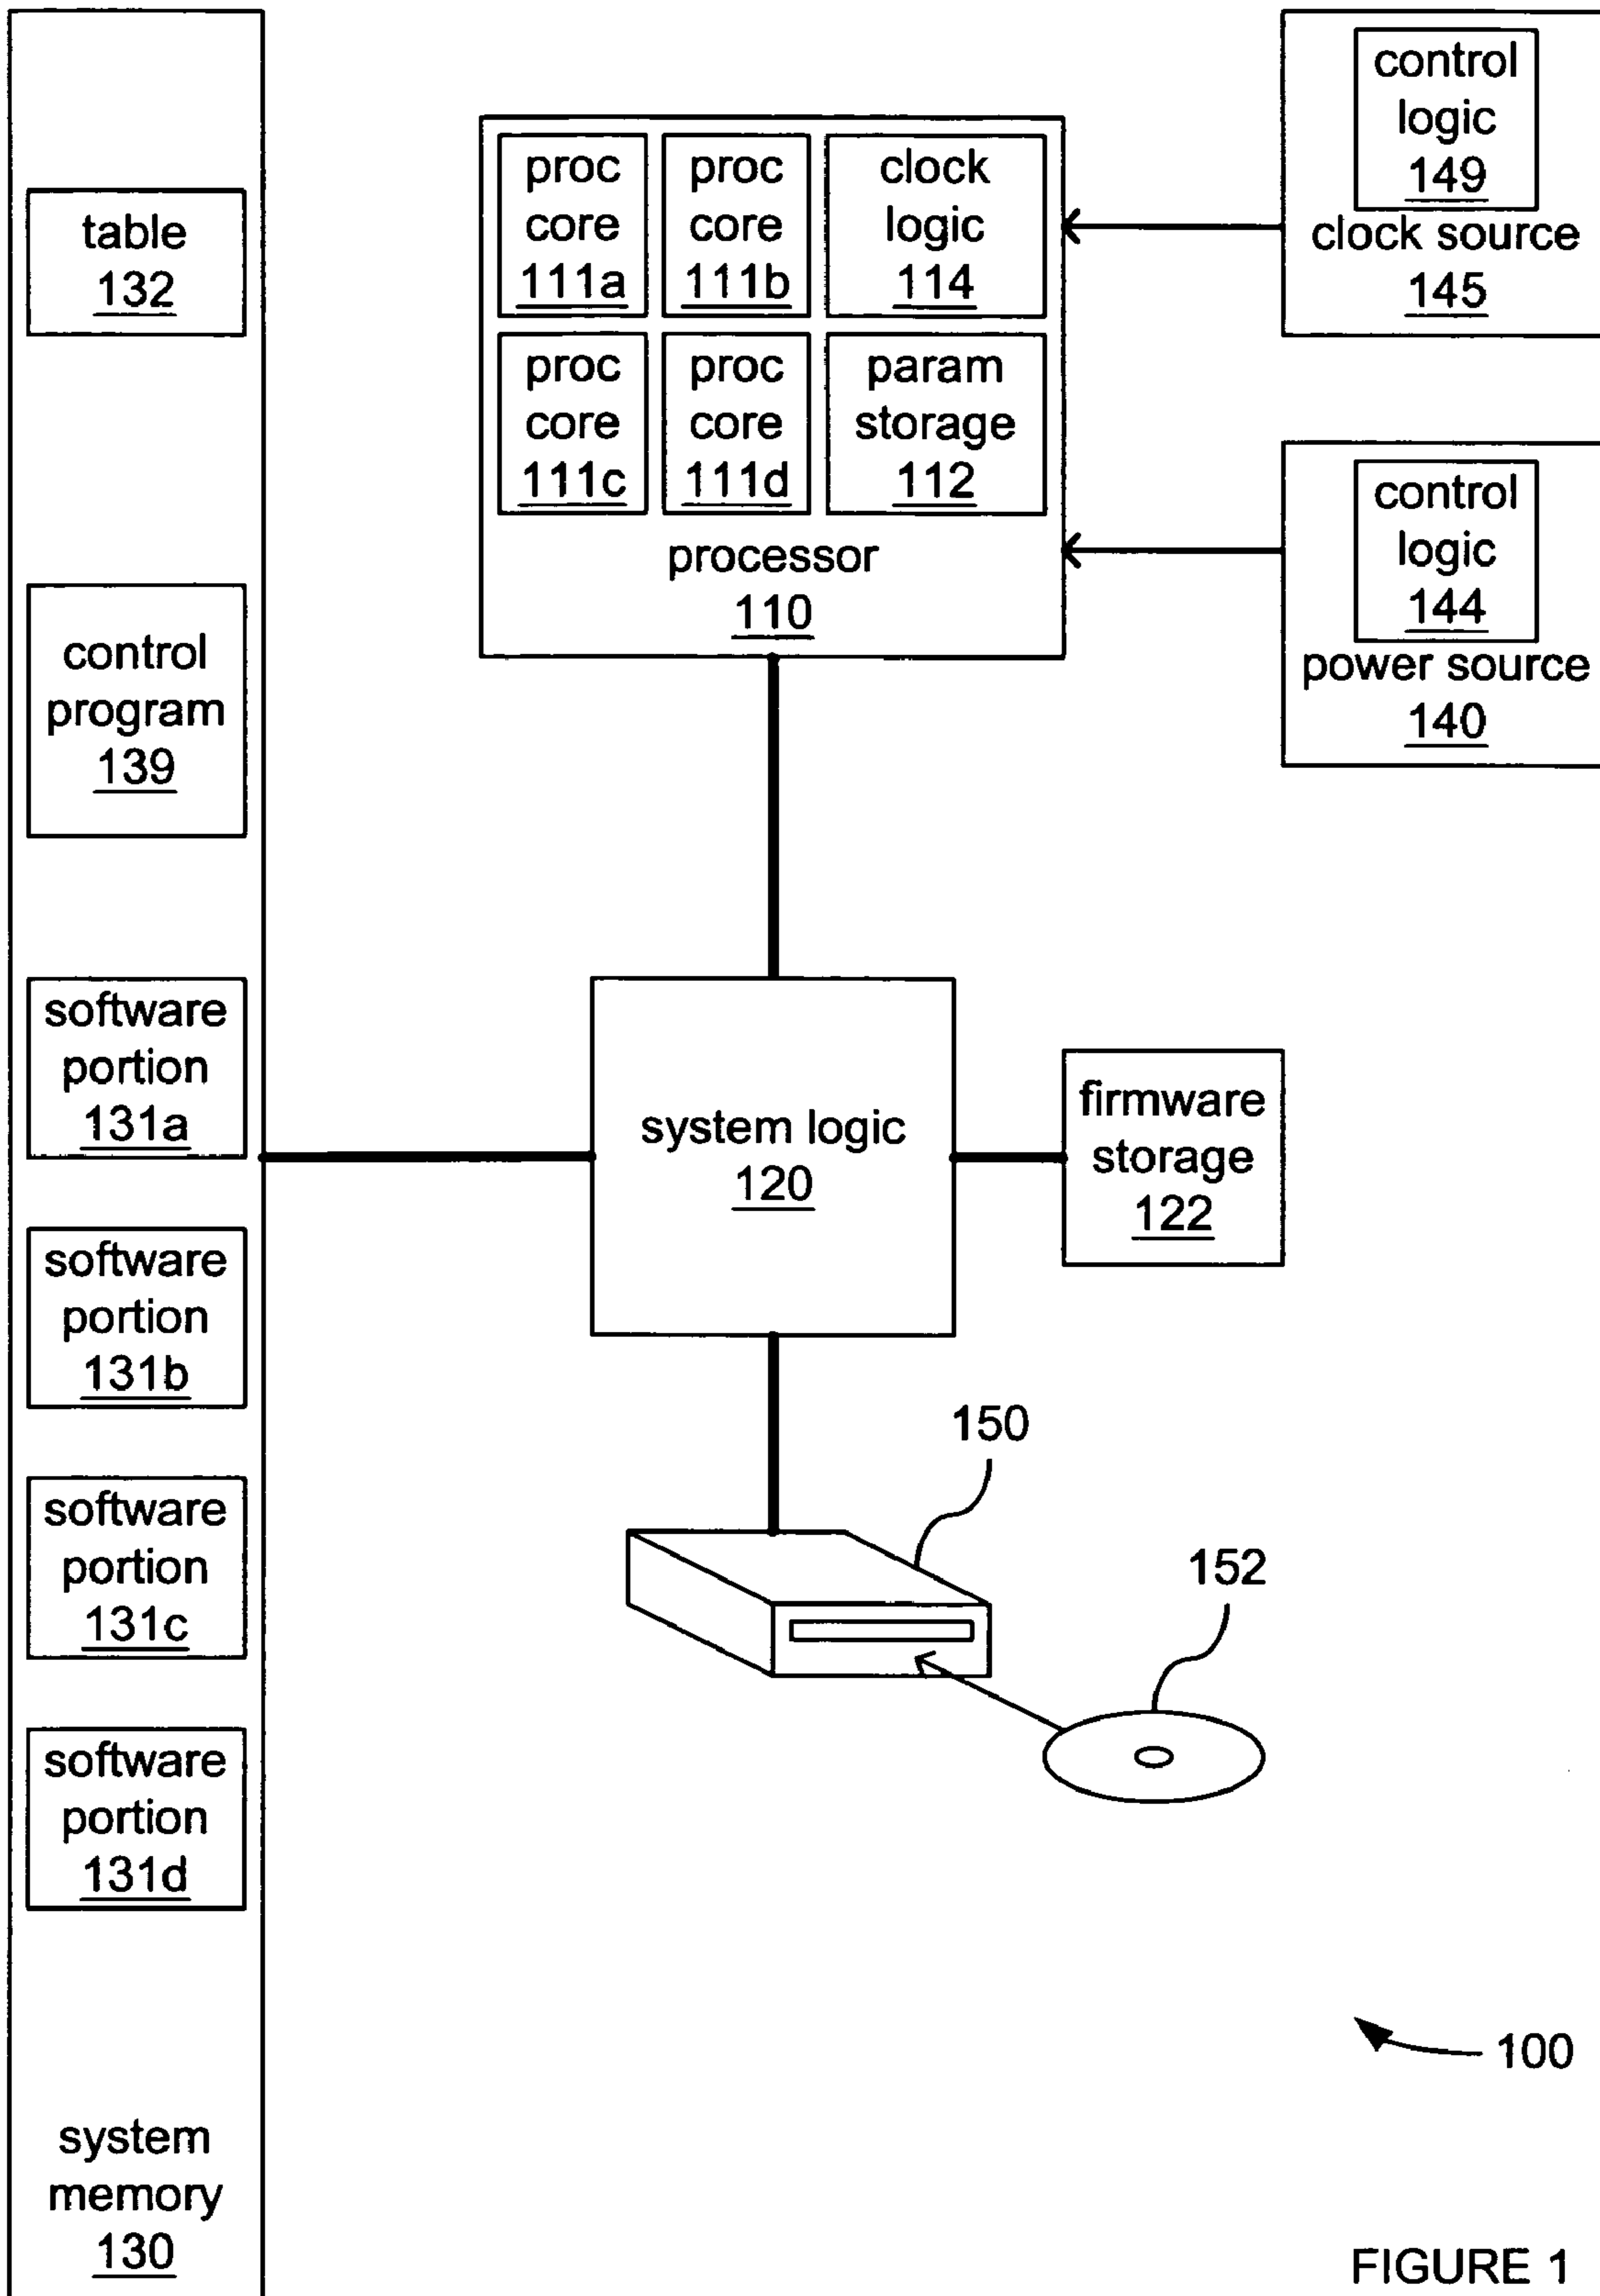 table
132
control
program
139
software
portion
131a
software
portion
131b
software
portion
131c
software
portion
131d
system
memory
130
proc
core
111a
proc
core
111b
clock
logic
114
proc
core
111c
proc
core
111d
param
storage
112
processor
110
control
logic
149
clock source
145
control
logic
144
power source
140
system logic
120
firmware
storage
122
150
152
100
FIGURE 1